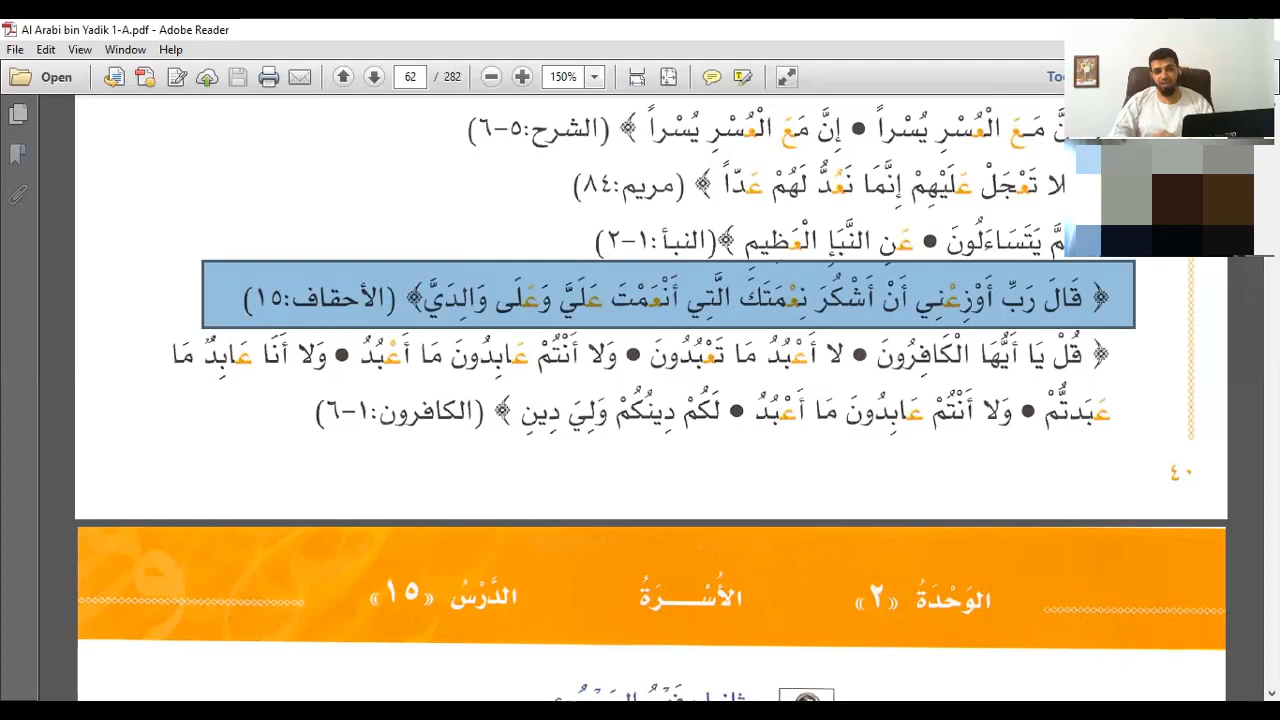 Al Arabi bin Yadik 1-A.pdf - Adobe Reader
File Edit View Window Help
Open 62 / 282 150%
مَعَ الْعُسْرِ يُسْراً ● إِنَّ مَعَ الْعُسْرِ يُسْراً ﴾ (الشرح:٥-٦)
تَعْجَلْ عَلَيْهِمْ إِنَّمَا نَعُدُّ لَهُمْ عَدّاً ﴾ (مريم:٨٤)
يَتَسَاءَلُونَ ● عَنِ النَّبَإِ الْعَظِيمِ ﴾(النبأ:١-٢)
﴿ قَالَ رَبِّ أَوْزِعْنِي أَنْ أَشْكُرَ نِعْمَتَكَ الَّتِي أَنْعَمْتَ عَلَيَّ وَعَلَى وَالِدَيَّ﴾ (الأحقاف:١٥)
﴿ قُلْ يَا أَيُّهَا الْكَافِرُونَ ● لا أَعْبُدُ مَا تَعْبُدُونَ ● وَلا أَنْتُمْ عَابِدُونَ مَا أَعْبُدُ ● وَلا أَنَا عَابِدٌ مَا
عَبَدتُّمْ ● وَلا أَنْتُمْ عَابِدُونَ مَا أَعْبُدُ ● لَكُمْ دِينُكُمْ وَلِيَ دِينِ ﴾ (الكافرون:١-٦)
٤٠
الوَحْدَةُ «٢» الأُسْـــرَةُ الدَّرْسُ «١٥»